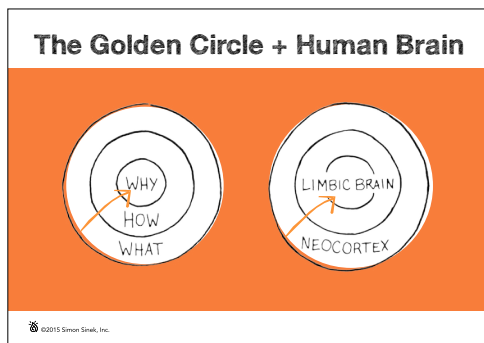 The Golden Circle + Human Brain
WHY
HOW
WHAT
LIMBIC BRAIN
NEOCORTEX
©2015 Simon Sinek, Inc.